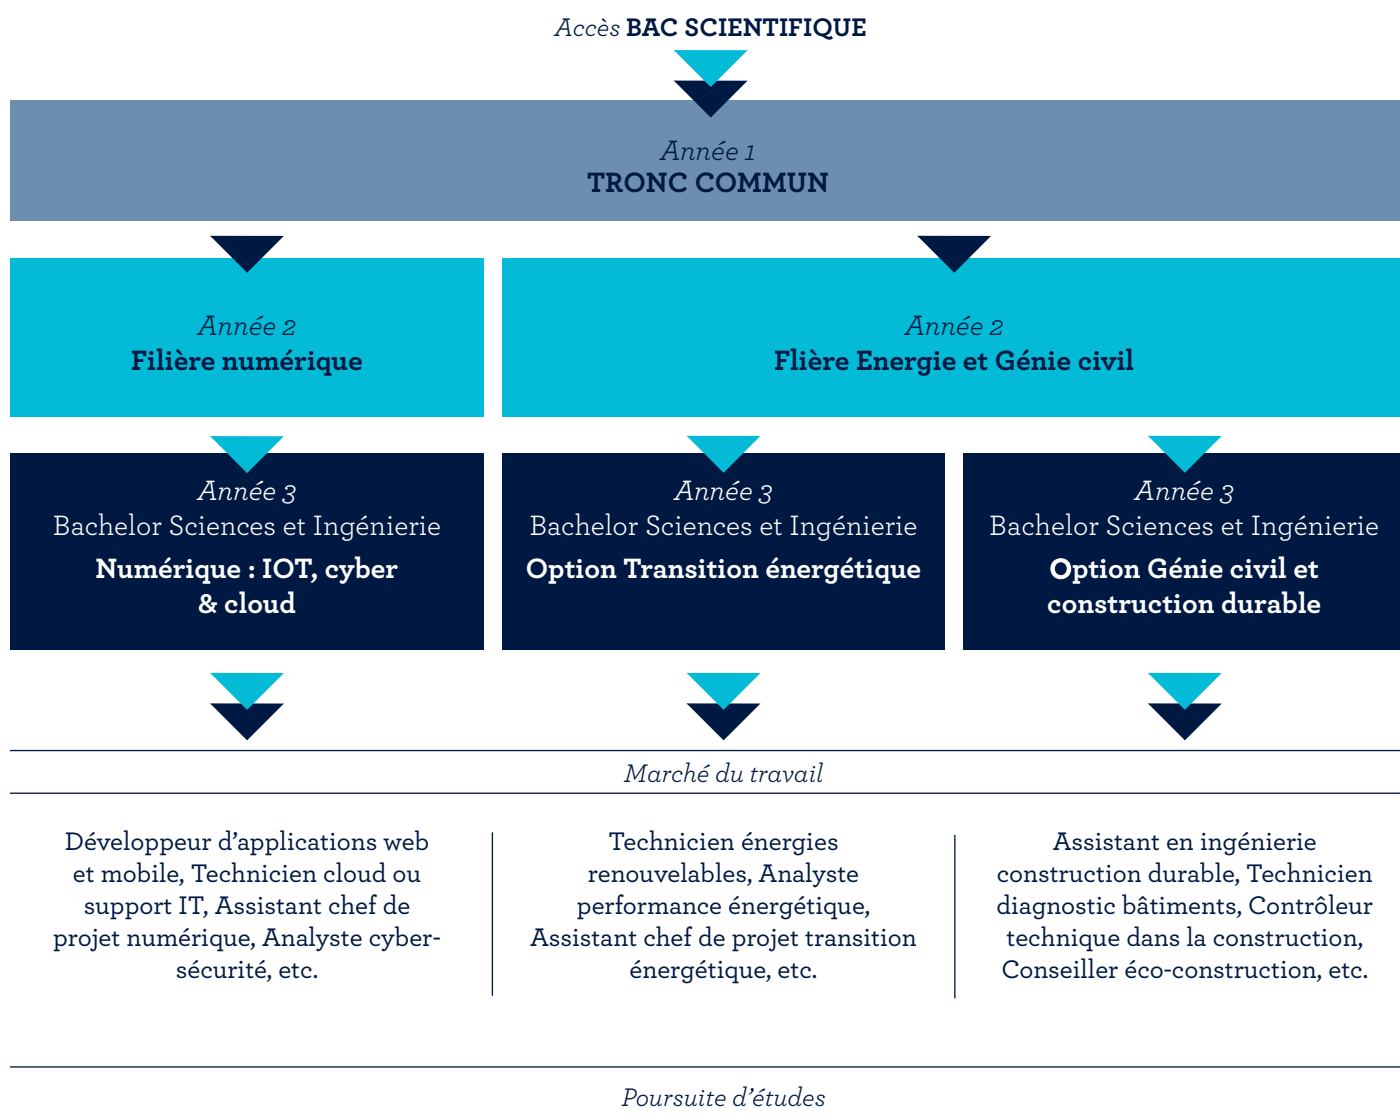 Accès BAC SCIENTIFIQUE
Année 1
TRONC COMMUN
Année 2
Filière numérique
Année 2
Flière Energie et Génie civil
Année 3
Bachelor Sciences et Ingénierie
Numérique : IOT, cyber
& cloud
Année 3
Bachelor Sciences et Ingénierie
Option Transition énergétique
Année 3
Bachelor Sciences et Ingénierie
Option Génie civil et
construction durable
Marché du travail
Développeur d’applications web
et mobile, Technicien cloud ou
support IT, Assistant chef de
projet numérique, Analyste cyber-
sécurité, etc.
Technicien énergies
renouvelables, Analyste
performance énergétique,
Assistant chef de projet transition
énergétique, etc.
Assistant en ingénierie
construction durable, Technicien
diagnostic bâtiments, Contrôleur
technique dans la construction,
Conseiller éco-construction, etc.
Poursuite d’études